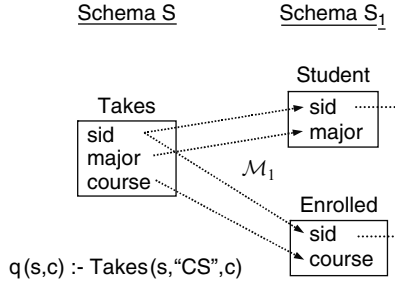 Schema S
Schema S1
Student
sid
major
Takes
sid
major
course
M1
Enrolled
sid
course
q(s,c) :- Takes(s,"CS",c)